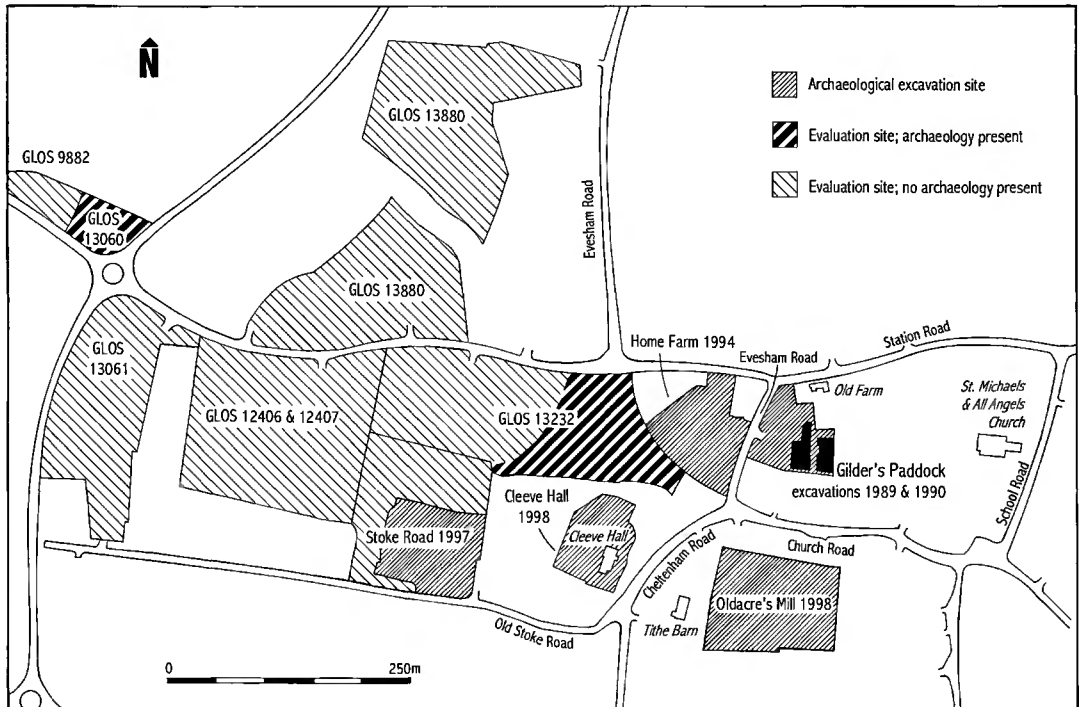 N
Archaeological excavation site
Evaluation site; archaeology present
Evaluation site; no archaeology present
GLOS 13880
GLOS 9882
GLOS
13060
Evesham Road
GLOS 13880
GLOS
13061
Home Farm 1994
Evesham Road
Station Road
Old Farm
St. Michaels
& All Angels
Church
GLOS 12406 & 12407
GLOS 13232
Gilder's Paddock
excavations 1989 & 1990
School Road
Cleeve Hall
1998
Stoke Road 1997
Cleeve Hall
Cheltenham Road
Church Road
Oldacre's Mill 1998
Tithe Barn
Old Stoke Road
0
250m